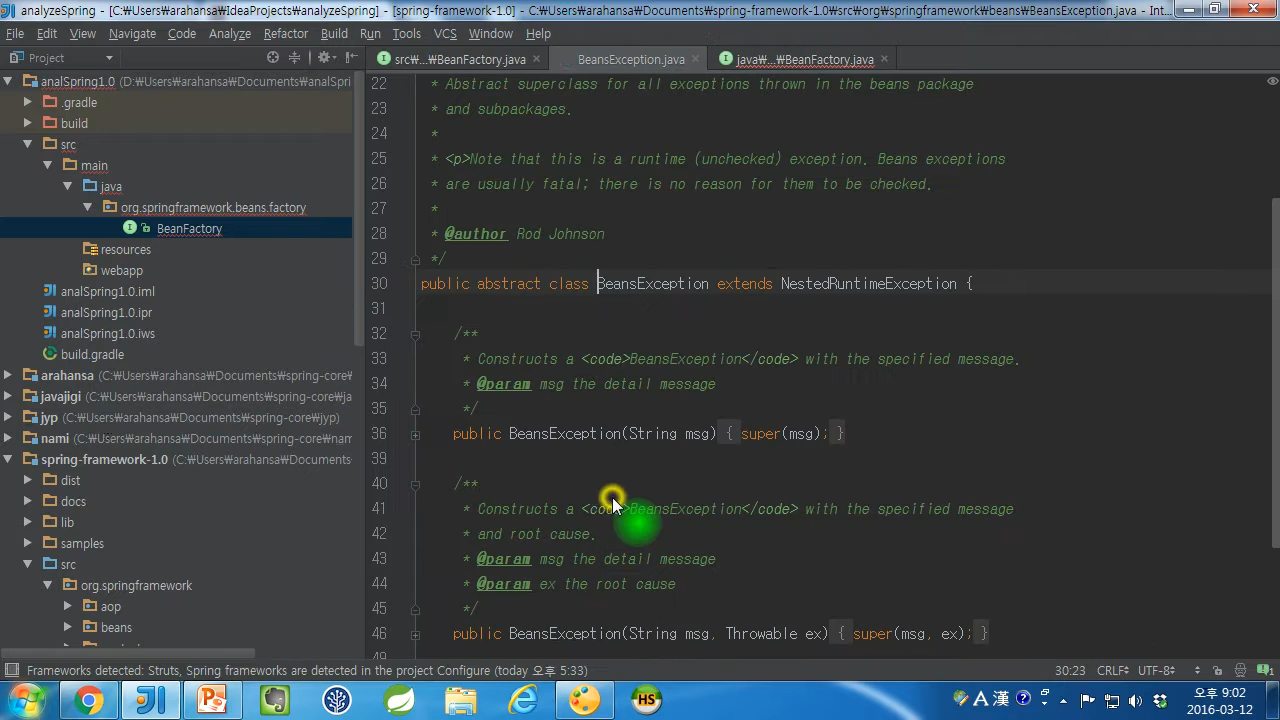 analyzeSpring - [C:₩Users₩arahansa₩IdeaProjects₩analyzeSpring] - [spring-framework-1.0] - C:₩Users₩arahansa₩Documents₩spring-framework-1.0₩src₩org₩springframework₩beans₩BeansException.java - Int...
File Edit View Navigate Code Analyze Refactor Build Run Tools VCS Window Help
Project
src₩...₩BeanFactory.java
BeansException.java
java₩...₩BeanFactory.java
analSpring1.0 (D:₩Users₩arahansa₩Documents₩analSpri
.gradle
build
src
main
java
org.springframework.beans.factory
BeanFactory
resources
webapp
analSpring1.0.iml
analSpring1.0.ipr
analSpring1.0.iws
build.gradle
arahansa (C:₩Users₩arahansa₩Documents₩spring-core₩
javajigi (C:₩Users₩arahansa₩Documents₩spring-core₩ja
jyp (C:₩Users₩arahansa₩Documents₩spring-core₩jyp)
nami (C:₩Users₩arahansa₩Documents₩spring-core₩nam
spring-framework-1.0 (C:₩Users₩arahansa₩Documents₩
dist
docs
lib
samples
src
org.springframework
aop
beans
22 * Abstract superclass for all exceptions thrown in the beans package
23 * and subpackages.
24 *
25 * <p>Note that this is a runtime (unchecked) exception. Beans exceptions
26 * are usually fatal; there is no reason for them to be checked.
27 *
28 * @author Rod Johnson
29 */
30 public abstract class BeansException extends NestedRuntimeException {
31
32 /**
33 * Constructs a <code>BeansException</code> with the specified message.
34 * @param msg the detail message
35 */
36 public BeansException(String msg) { super(msg); }
39
40 /**
41 * Constructs a <code>BeansException</code> with the specified message
42 * and root cause.
43 * @param msg the detail message
44 * @param ex the root cause
45 */
46 public BeansException(String msg, Throwable ex) { super(msg, ex); }
Frameworks detected: Struts, Spring frameworks are detected in the project Configure (today 오후 5:33)
30:23 CRLF UTF-8
1
JI
HS
A 漢
오후 9:02
2016-03-12